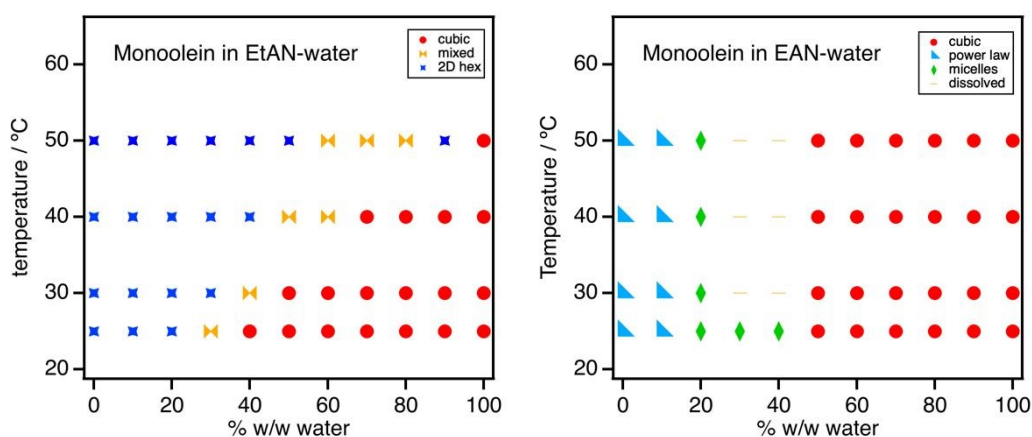 Monoolein in EtAN-water
cubic
mixed
2D hex
60
50
40
30
20
temperature / ºC
0 20 40 60 80 100
% w/w water
Monoolein in EAN-water
cubic
power law
micelles
dissolved
60
50
40
30
20
Temperature / ºC
0 20 40 60 80 100
% w/w water